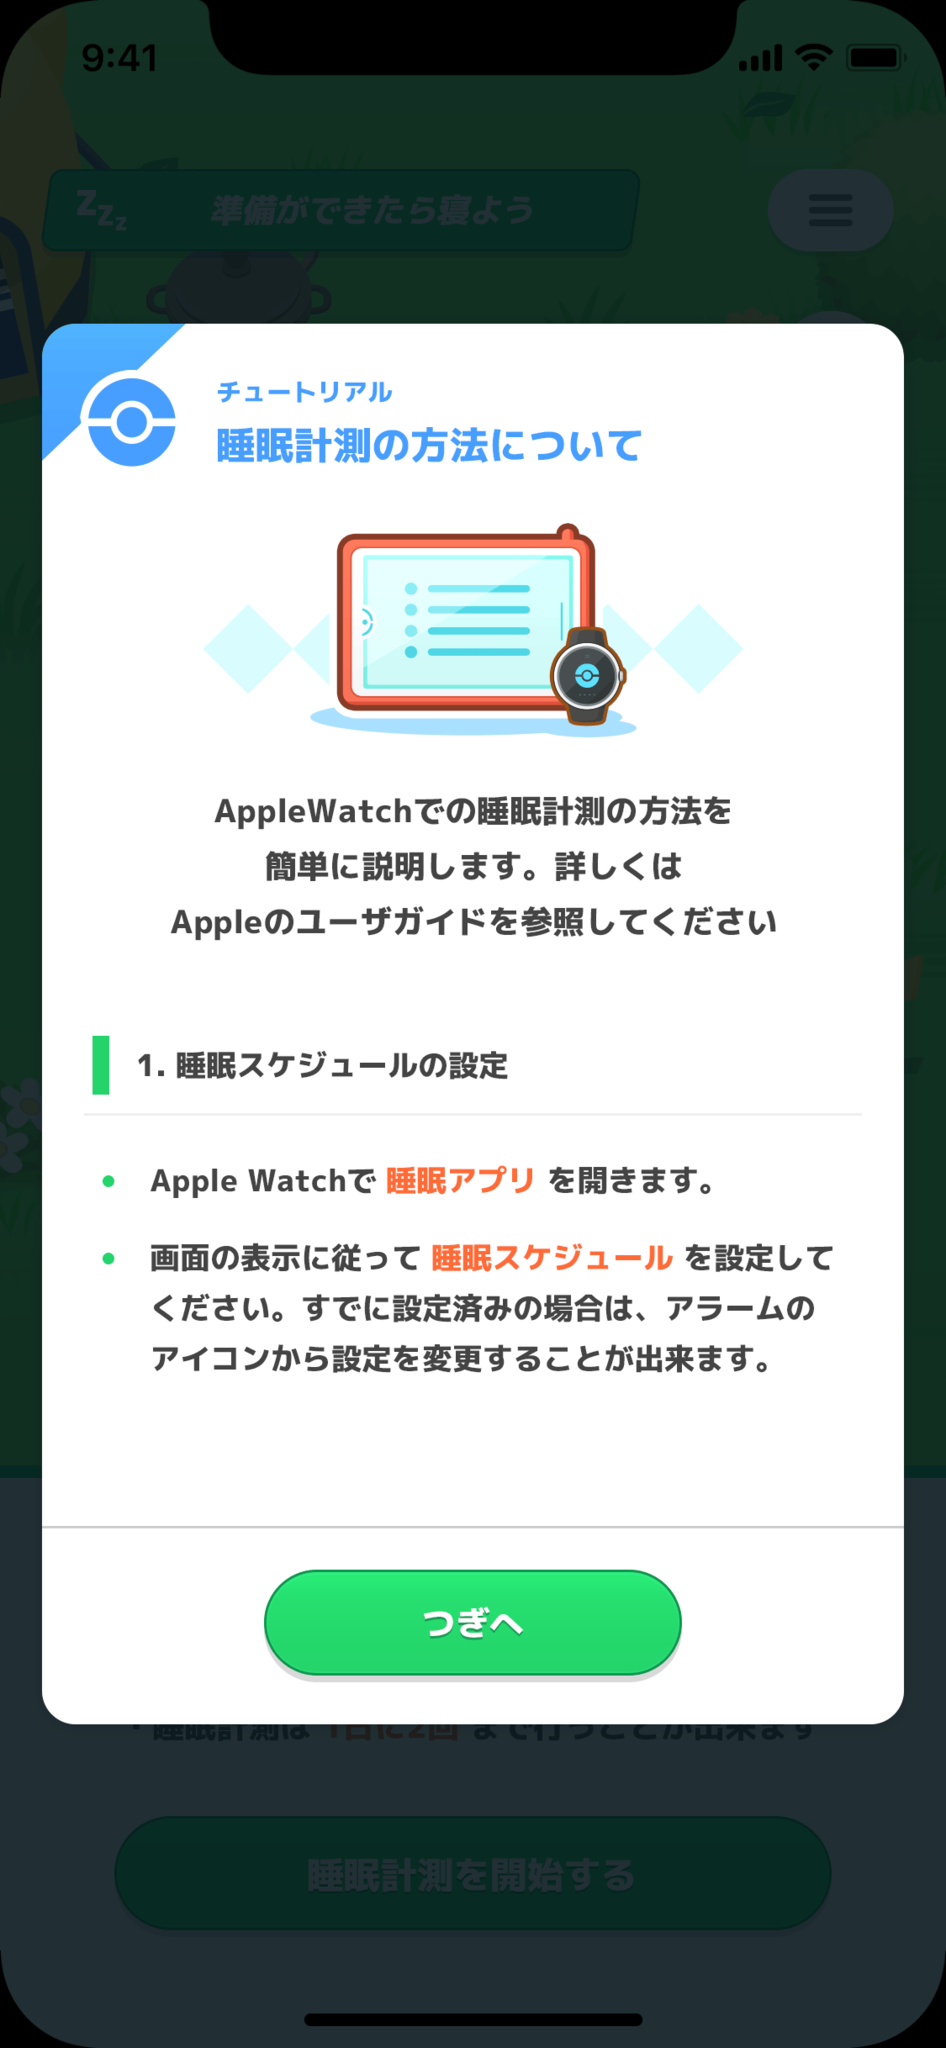 9:41
zzz 準備ができたら寝よう
チュートリアル
睡眠計測の方法について
AppleWatchでの睡眠計測の方法を
簡単に説明します。詳しくは
Appleのユーザガイドを参照してください
1. 睡眠スケジュールの設定
• Apple Watchで 睡眠アプリ を開きます。
• 画面の表示に従って 睡眠スケジュール を設定して
ください。すでに設定済みの場合は、アラームの
アイコンから設定を変更することが出来ます。
つぎへ
・睡眠計測は 1日に2回 まで行うことが出来ます
睡眠計測を開始する